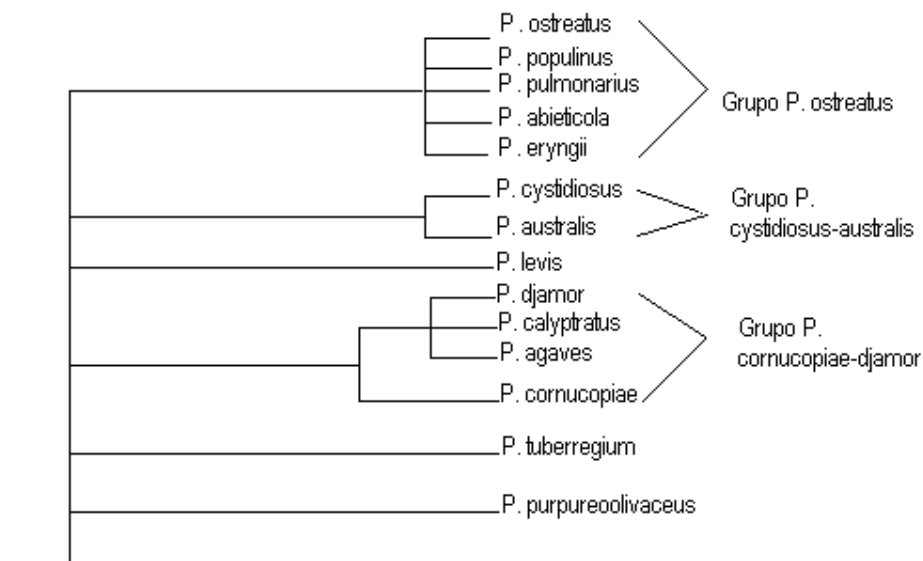 P. ostreatus
P. populinus
P. pulmonarius
P. abieticola
P. eryngii
Grupo P. ostreatus
P. cystidiosus
P. australis
Grupo P.
cystidiosus-australis
P. levis
P. djamor
P. calyptratus
P. agaves
P. cornucopiae
Grupo P.
cornucopiae-djamor
P. tuberregium
P. purpureoolivaceus